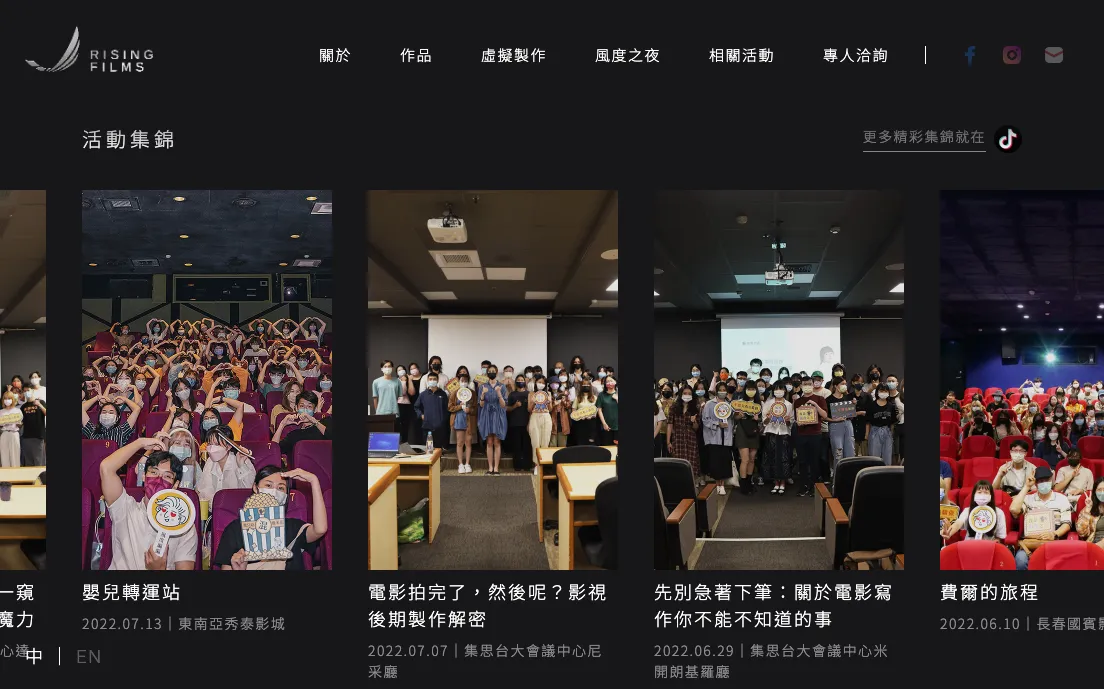 RISING
FILMS
關於
作品
虛擬製作
風度之夜
相關活動
專人洽詢
活動集錦
更多精彩集錦就在
一窺
魔力
心達
嬰兒轉運站
2022.07.13｜東南亞秀泰影城
電影拍完了，然後呢？影視
後期製作解密
2022.07.07｜集思台大會議中心尼
采廳
先別急著下筆：關於電影寫
作你不能不知道的事
2022.06.29｜集思台大會議中心米
開朗基羅廳
費爾的旅程
2022.06.10｜長春國賓影
中
EN